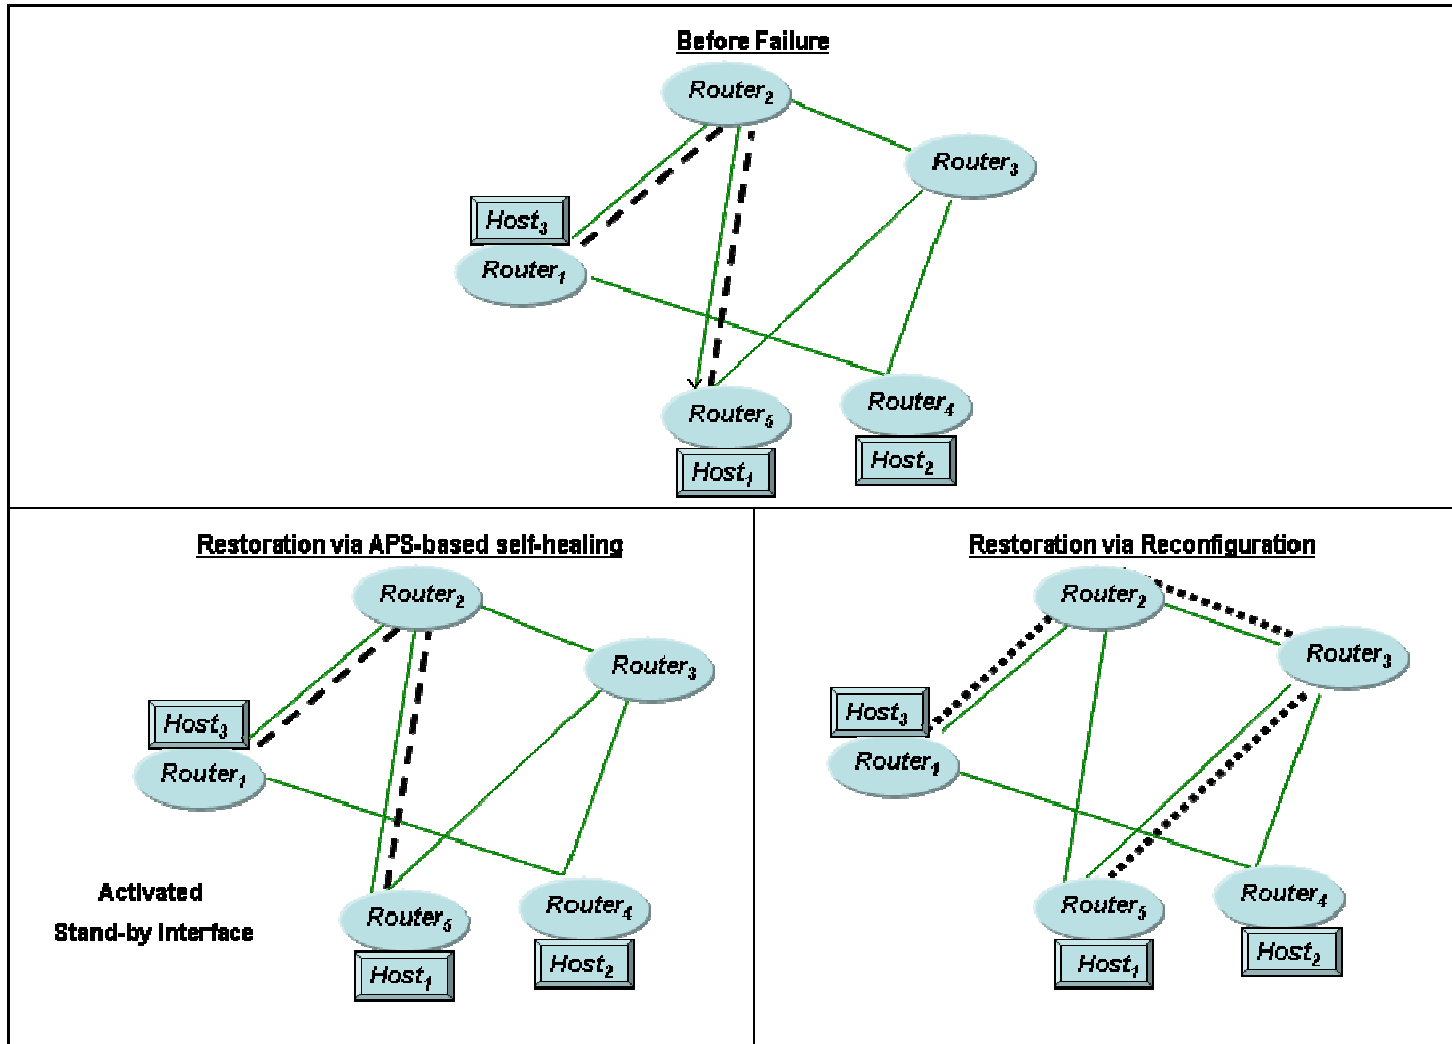 Before Failure
Router2
Router3
Host3
Router1
Router5
Router4
Host1
Host2
Restoration via APS-based self-healing
Router2
Router3
Host3
Router1
Activated
Stand-by Interface
Router5
Router4
Host1
Host2
Restoration via Reconfiguration
Router2
Router3
Host3
Router1
Router5
Router4
Host1
Host2